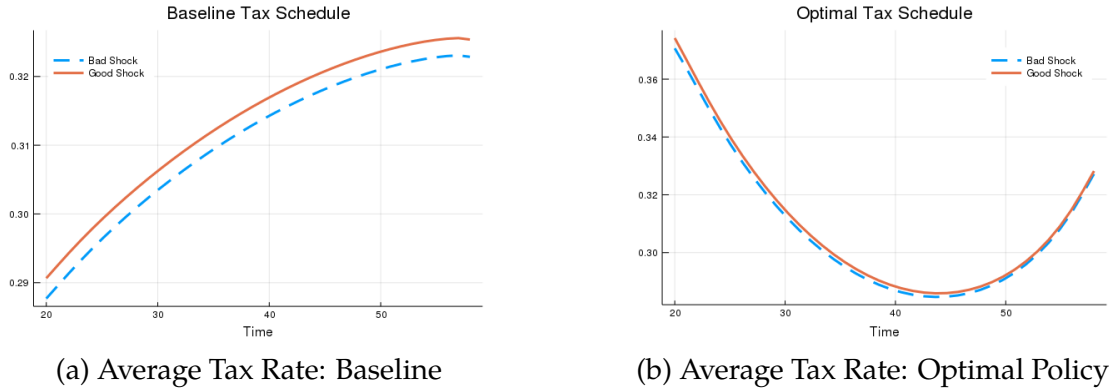 Baseline Tax Schedule
Bad Shock
Good Shock
0.32
0.31
0.30
0.29
20 30 40 50
Time
(a) Average Tax Rate: Baseline
Optimal Tax Schedule
Bad Shock
Good Shock
0.36
0.34
0.32
0.30
20 30 40 50
Time
(b) Average Tax Rate: Optimal Policy